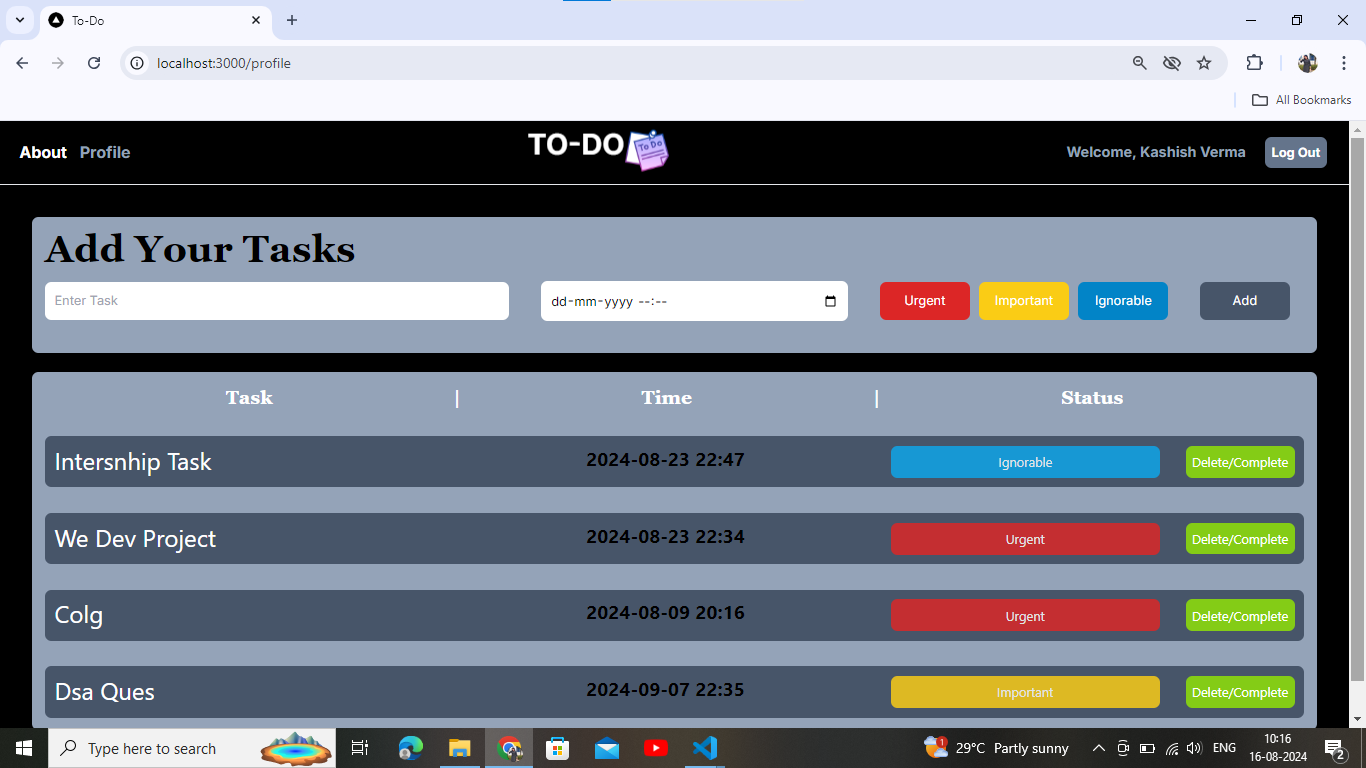 To-Do
localhost:3000/profile
All Bookmarks
About Profile TO-DO To Do Welcome, Kashish Verma Log Out
Add Your Tasks
Enter Task dd-mm-yyyy --:-- Urgent Important Ignorable Add
Task | Time | Status
Intersnhip Task 2024-08-23 22:47 Ignorable Delete/Complete
We Dev Project 2024-08-23 22:34 Urgent Delete/Complete
Colg 2024-08-09 20:16 Urgent Delete/Complete
Dsa Ques 2024-09-07 22:35 Important Delete/Complete
Type here to search 1 29°C Partly sunny ENG 10:16
16-08-2024 2